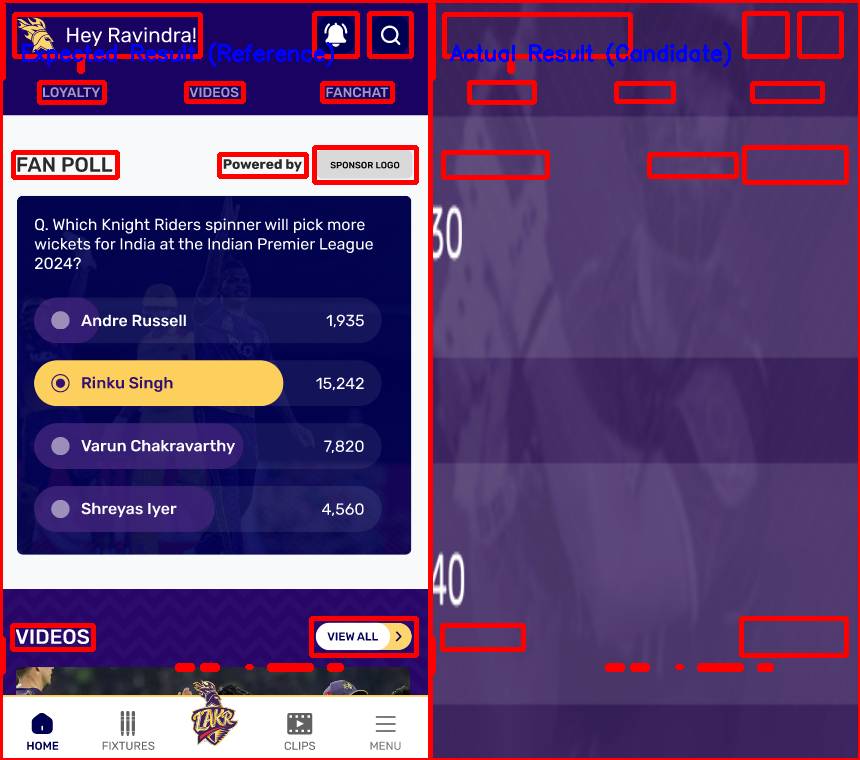 Hey Ravindra!
Expected Result (Reference)
Actual Result (Candidate)
LOYALTY VIDEOS FANCHAT
FAN POLL Powered by SPONSOR LOGO
Q. Which Knight Riders spinner will pick more
wickets for India at the Indian Premier League
2024?
Andre Russell 1,935
Rinku Singh 15,242
Varun Chakravarthy 7,820
Shreyas Iyer 4,560
VIDEOS VIEW ALL
LAKR
HOME FIXTURES CLIPS MENU
30
40